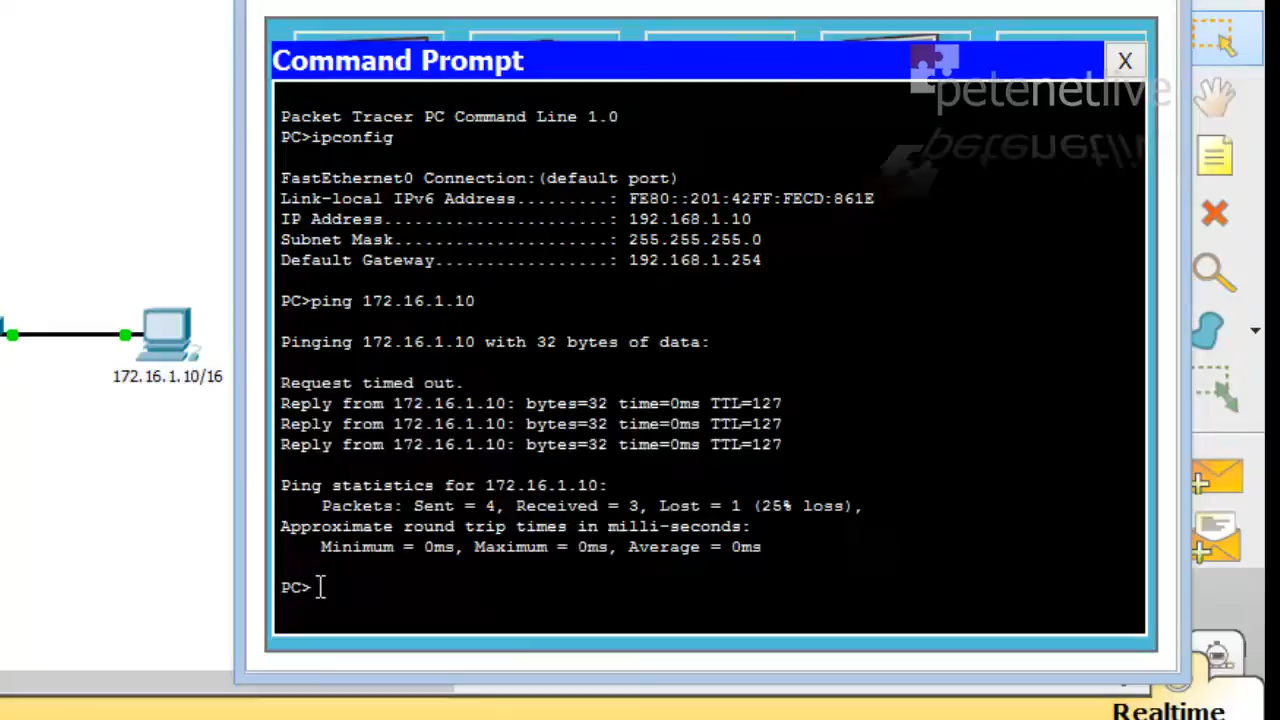 Command Prompt
X
petenetlive
Packet Tracer PC Command Line 1.0
PC>ipconfig
FastEthernet0 Connection:(default port)
Link-local IPv6 Address.........: FE80::201:42FF:FECD:861E
IP Address......................: 192.168.1.10
Subnet Mask.....................: 255.255.255.0
Default Gateway.................: 192.168.1.254
PC>ping 172.16.1.10
Pinging 172.16.1.10 with 32 bytes of data:
Request timed out.
Reply from 172.16.1.10: bytes=32 time=0ms TTL=127
Reply from 172.16.1.10: bytes=32 time=0ms TTL=127
Reply from 172.16.1.10: bytes=32 time=0ms TTL=127
Ping statistics for 172.16.1.10:
Packets: Sent = 4, Received = 3, Lost = 1 (25% loss),
Approximate round trip times in milli-seconds:
Minimum = 0ms, Maximum = 0ms, Average = 0ms
PC>
172.16.1.10/16
Realtime